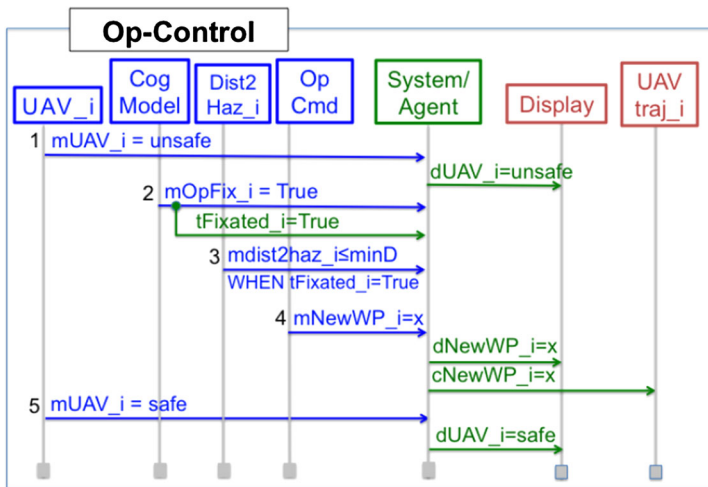 Op-Control
UAV_i
Cog
Model
Dist2
Haz_i
Op
Cmd
System/
Agent
Display
UAV
traj_i
1 mUAV_i = unsafe
dUAV_i=unsafe
2 mOpFix_i = True
tFixated_i=True
3 mdist2haz_i≤minD
WHEN tFixated_i=True
4 mNewWP_i=x
dNewWP_i=x
cNewWP_i=x
5 mUAV_i = safe
dUAV_i=safe